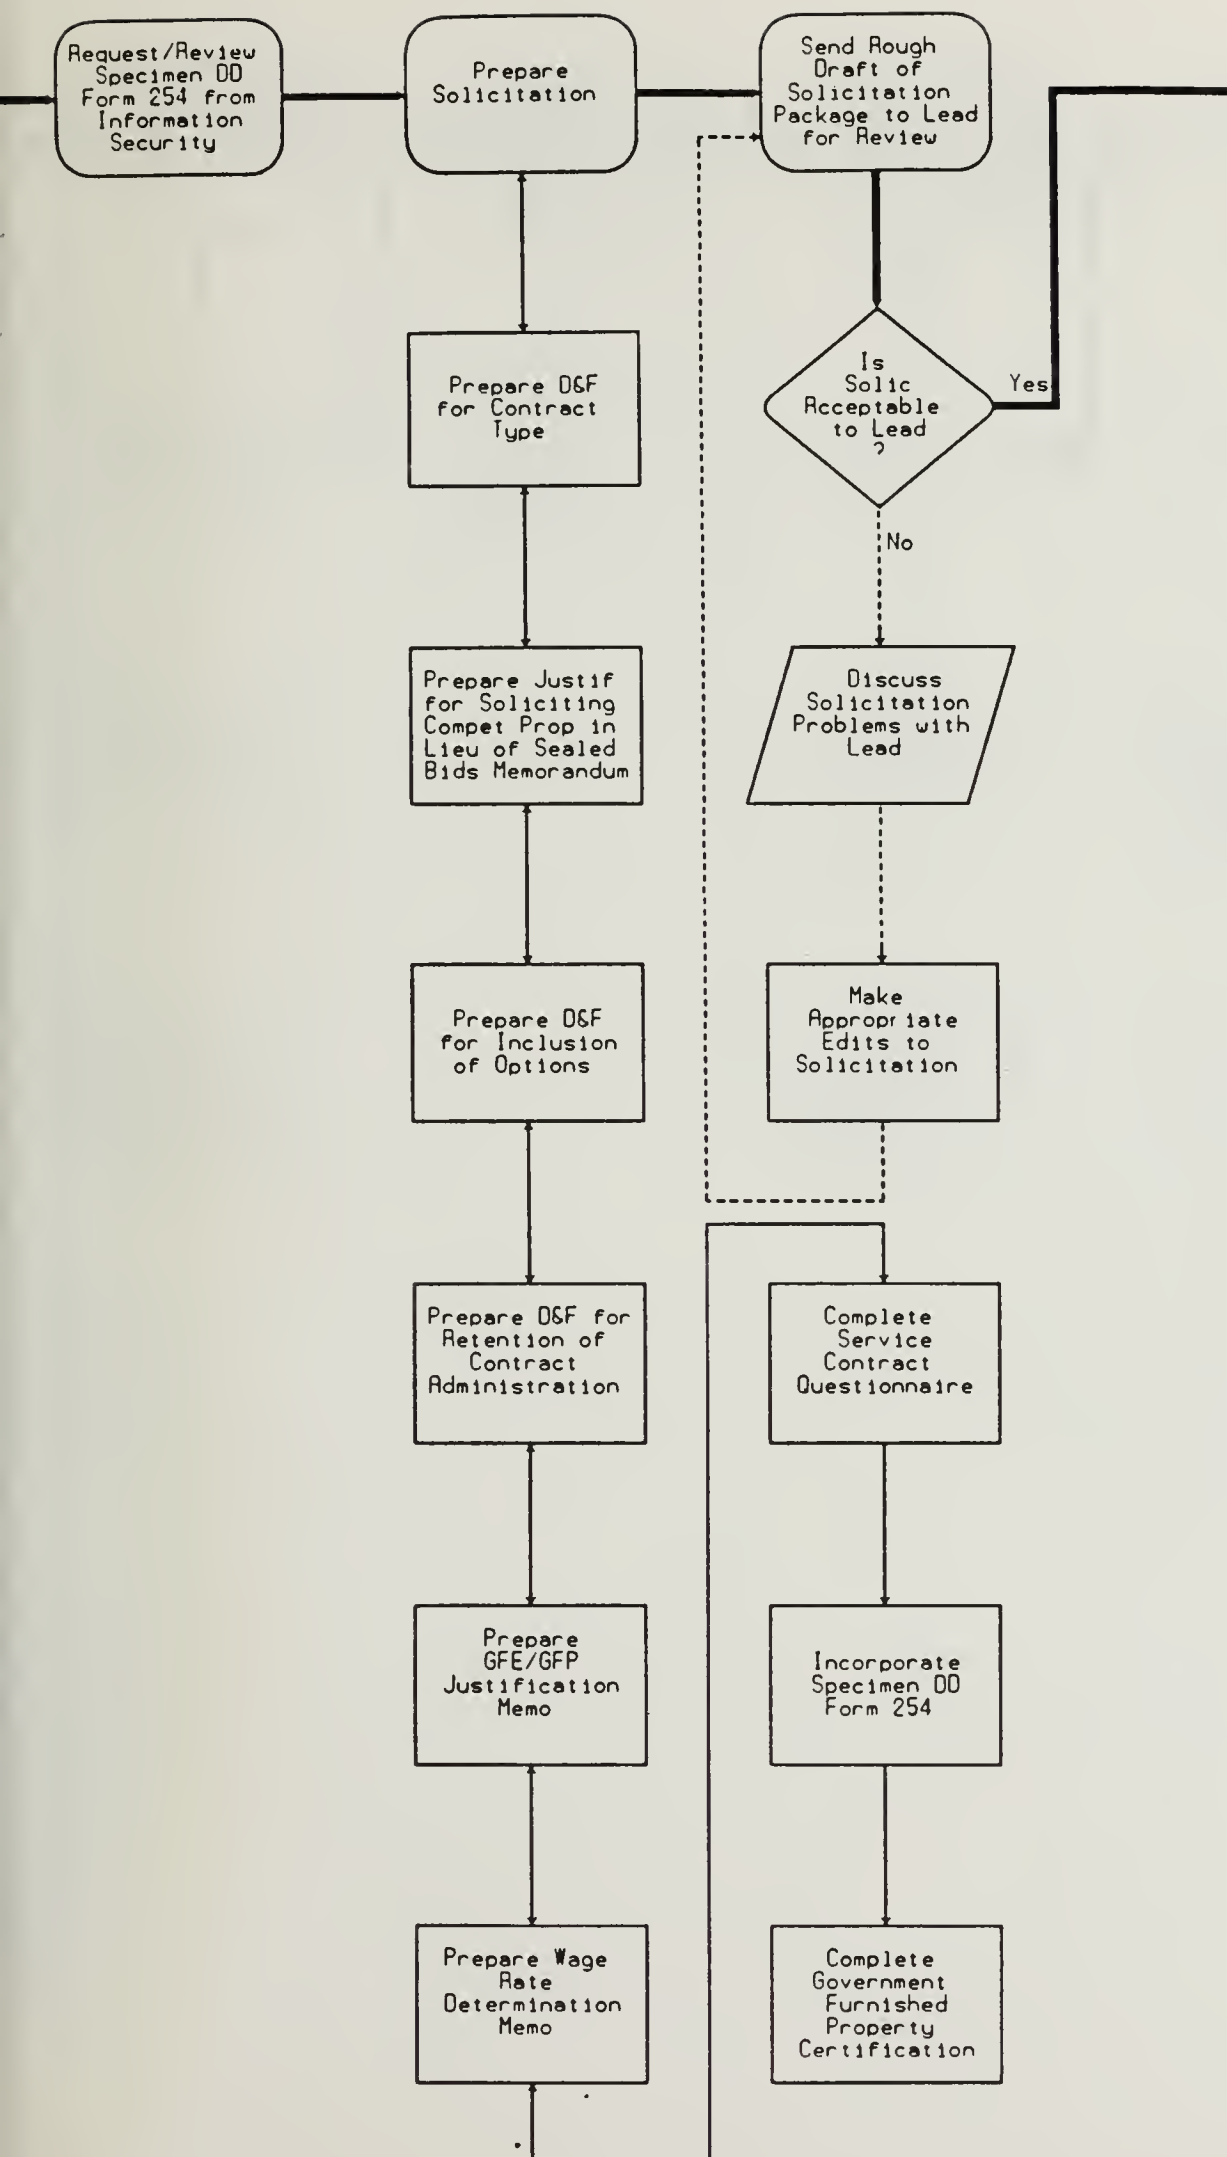 Request/Review
Specimen DD
Form 254 from
Information
Security
Prepare
Solicitation
Send Rough
Draft of
Solicitation
Package to Lead
for Review
Is
Solic
Acceptable
to Lead
?
Yes
No
Prepare D&F
for Contract
Type
Prepare Justif
for Soliciting
Compet Prop in
Lieu of Sealed
Bids Memorandum
Discuss
Solicitation
Problems with
Lead
Prepare D&F
for Inclusion
of Options
Make
Appropriate
Edits to
Solicitation
Prepare D&F for
Retention of
Contract
Administration
Complete
Service
Contract
Questionnaire
Prepare
GFE/GFP
Justification
Memo
Incorporate
Specimen DD
Form 254
Prepare Wage
Rate
Determination
Memo
Complete
Government
Furnished
Property
Certification